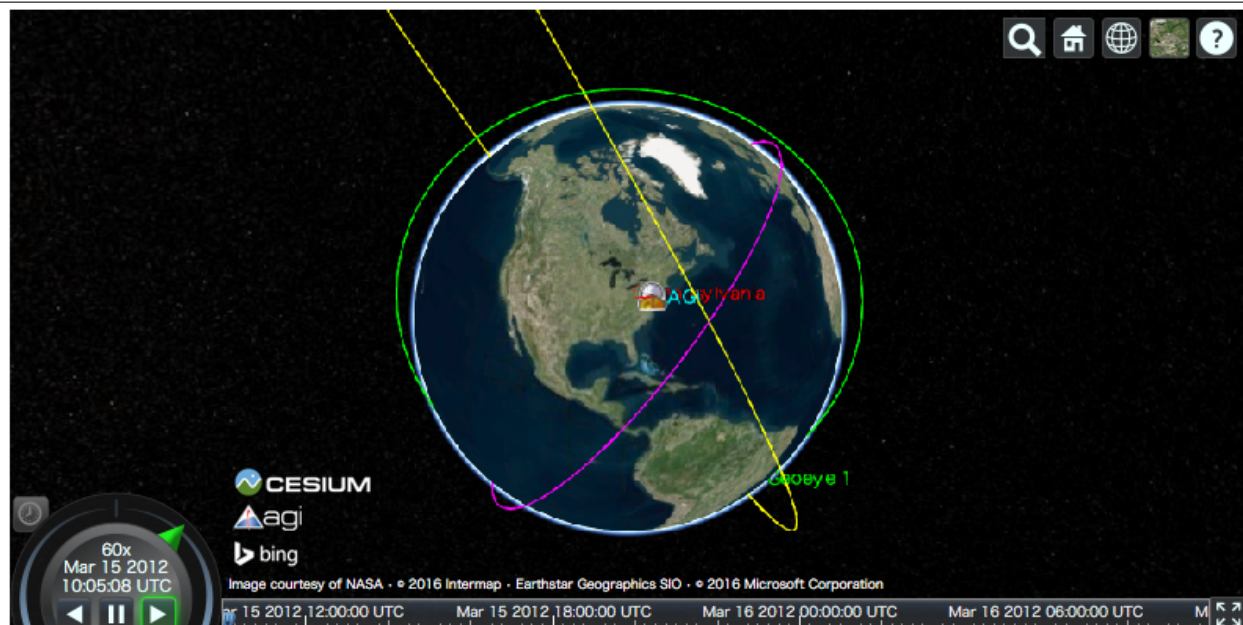 ?
AGI
Geoeye 1
CESIUM
agi
bing
60x
Mar 15 2012
10:05:08 UTC
Image courtesy of NASA · © 2016 Intermap · Earthstar Geographics SIO · © 2016 Microsoft Corporation
15 2012 12:00:00 UTC Mar 15 2012 18:00:00 UTC Mar 16 2012 00:00:00 UTC Mar 16 2012 06:00:00 UTC M